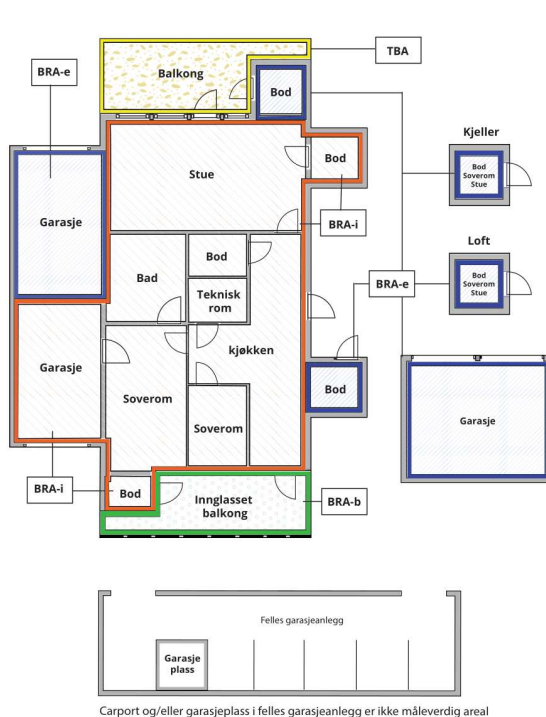 TBA
BRA-e
Balkong
Bod
Kjeller
Bod
Soverom
Stue
Stue
Bod
Garasje
BRA-i
Loft
Bod
Bad
Bod
Soverom
Stue
BRA-e
Teknisk
rom
kjøkken
Garasje
Soverom
Bod
Garasje
Soverom
BRA-i
Bod
Innglasset
balkong
BRA-b
Felles garasjeanlegg
Garasje
plass
Carport og/eller garasjeplass i felles garasjeanlegg er ikke måleverdig areal